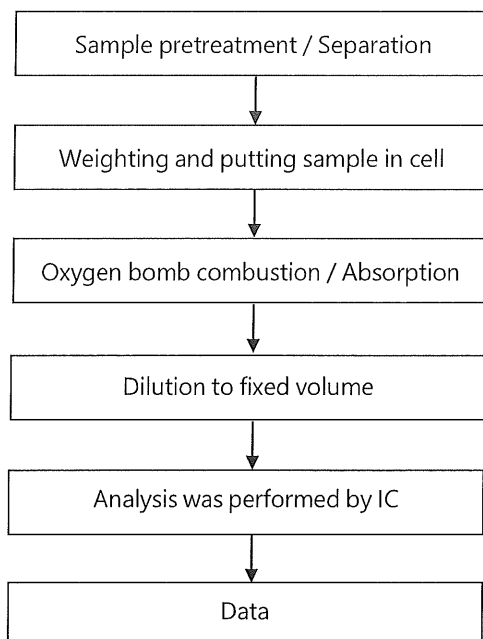 Sample pretreatment / Separation
Weighting and putting sample in cell
Oxygen bomb combustion / Absorption
Dilution to fixed volume
Analysis was performed by IC
Data